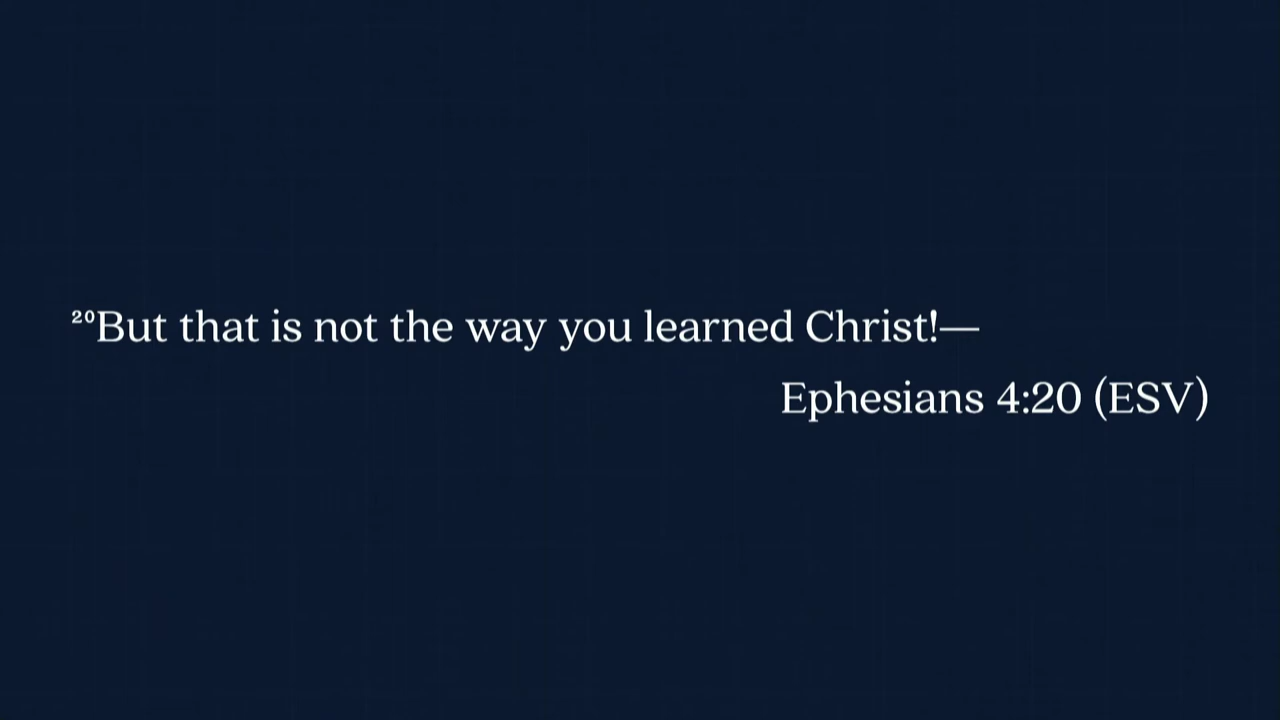 ²⁰But that is not the way you learned Christ!—
Ephesians 4:20 (ESV)